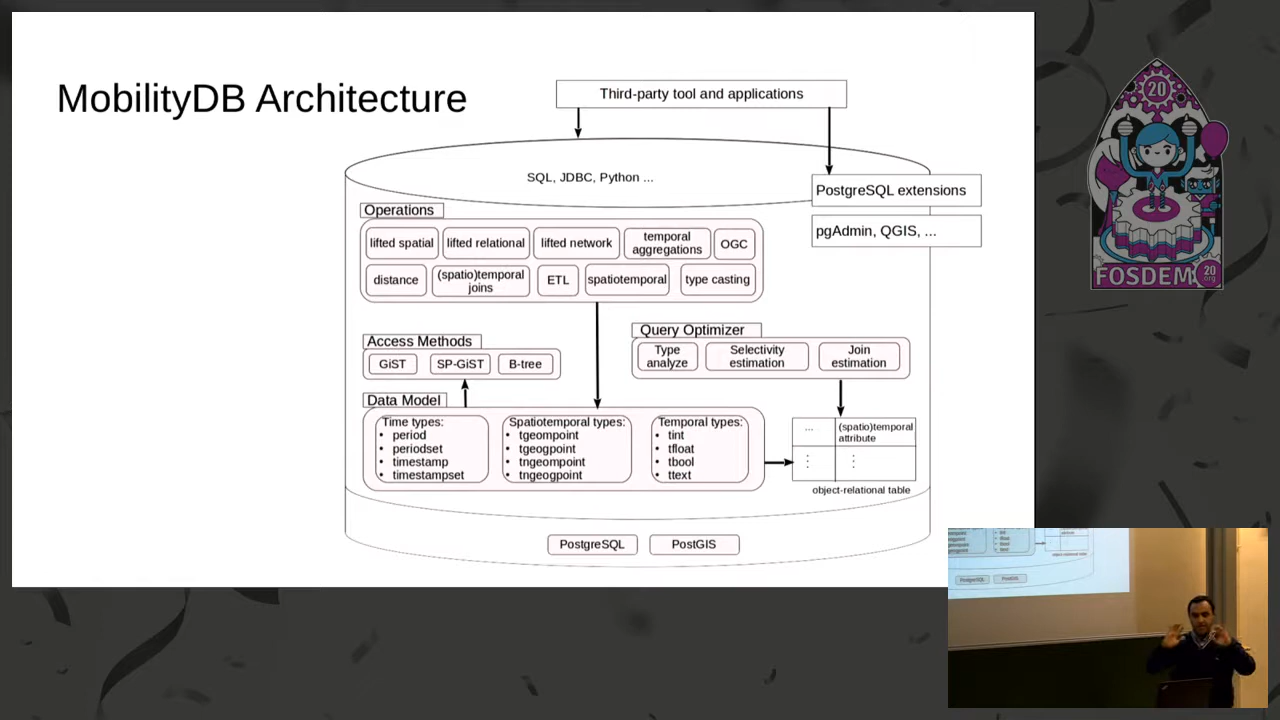 MobilityDB Architecture
Third-party tool and applications
SQL, JDBC, Python ...
PostgreSQL extensions
pgAdmin, QGIS, ...
Operations
lifted spatial
lifted relational
lifted network
temporal
aggregations
OGC
distance
(spatio)temporal
joins
ETL
spatiotemporal
type casting
Access Methods
GiST
SP-GiST
B-tree
Query Optimizer
Type
analyze
Selectivity
estimation
Join
estimation
Data Model
Time types:
• period
• periodset
• timestamp
• timestampset
Spatiotemporal types:
• tgeompoint
• tgeogpoint
• tngeompoint
• tngeogpoint
Temporal types:
• tint
• tfloat
• tbool
• ttext
...
(spatio)temporal
attribute
object-relational table
PostgreSQL
PostGIS
20
FOSDEM
20
.org